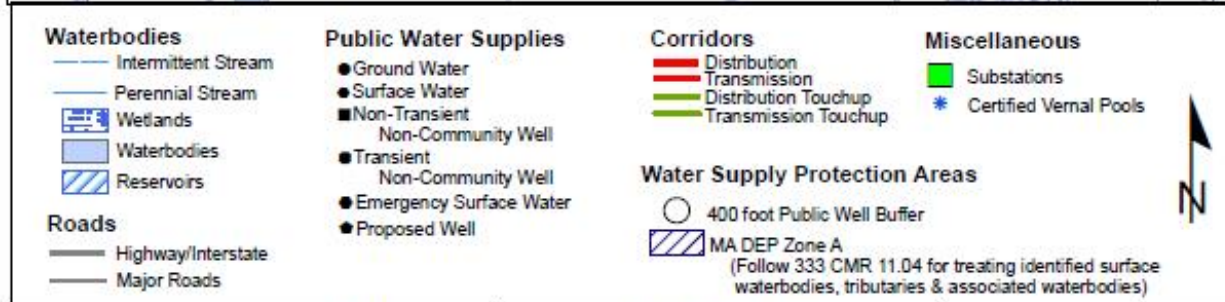 Waterbodies
Intermittent Stream
Perennial Stream
Wetlands
Waterbodies
Reservoirs
Roads
Highway/Interstate
Major Roads
Public Water Supplies
Ground Water
Surface Water
Non-Transient
Non-Community Well
Transient
Non-Community Well
Emergency Surface Water
Proposed Well
Corridors
Distribution
Transmission
Distribution Touchup
Transmission Touchup
Miscellaneous
Substations
Certified Vernal Pools
Water Supply Protection Areas
400 foot Public Well Buffer
MA DEP Zone A
(Follow 333 CMR 11.04 for treating identified surface
waterbodies, tributaries & associated waterbodies)
N